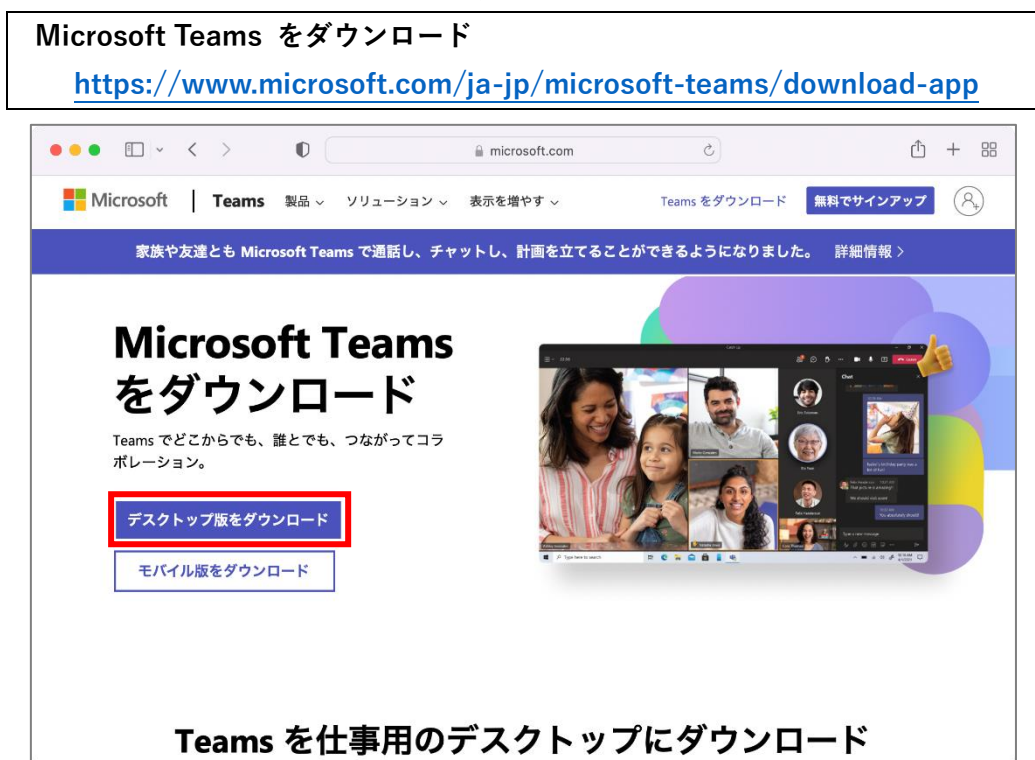 Microsoft Teams をダウンロード
https://www.microsoft.com/ja-jp/microsoft-teams/download-app
microsoft.com
Microsoft | Teams 製品 ソリューション 表示を増やす Teams をダウンロード 無料でサインアップ
家族や友達とも Microsoft Teams で通話し、チャットし、計画を立てることができるようになりました。 詳細情報
Microsoft Teams
をダウンロード
Teams でどこからでも、誰とでも、つながってコラ
ボレーション。
デスクトップ版をダウンロード
モバイル版をダウンロード
Chat
Type a new message
Type here to search
Teams を仕事用のデスクトップにダウンロード